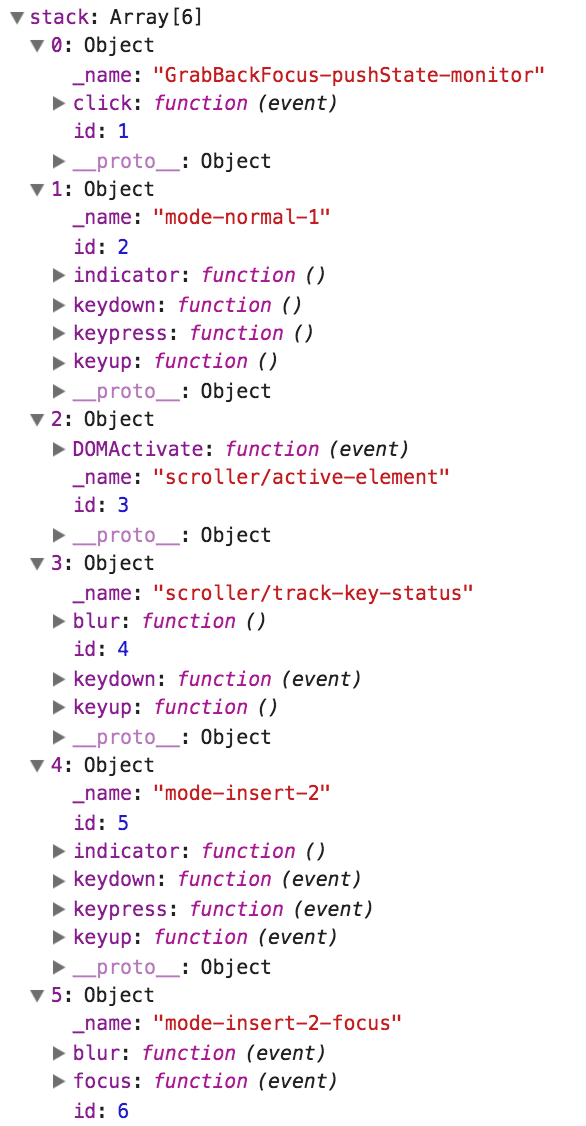 stack: Array[6]
0: Object
_name: "GrabBackFocus-pushState-monitor"
click: function (event)
id: 1
__proto__: Object
1: Object
_name: "mode-normal-1"
id: 2
indicator: function ()
keydown: function ()
keypress: function ()
keyup: function ()
__proto__: Object
2: Object
DOMActivate: function (event)
_name: "scroller/active-element"
id: 3
__proto__: Object
3: Object
_name: "scroller/track-key-status"
blur: function ()
id: 4
keydown: function (event)
keyup: function ()
__proto__: Object
4: Object
_name: "mode-insert-2"
id: 5
indicator: function ()
keydown: function (event)
keypress: function (event)
keyup: function (event)
__proto__: Object
5: Object
_name: "mode-insert-2-focus"
blur: function (event)
focus: function (event)
id: 6